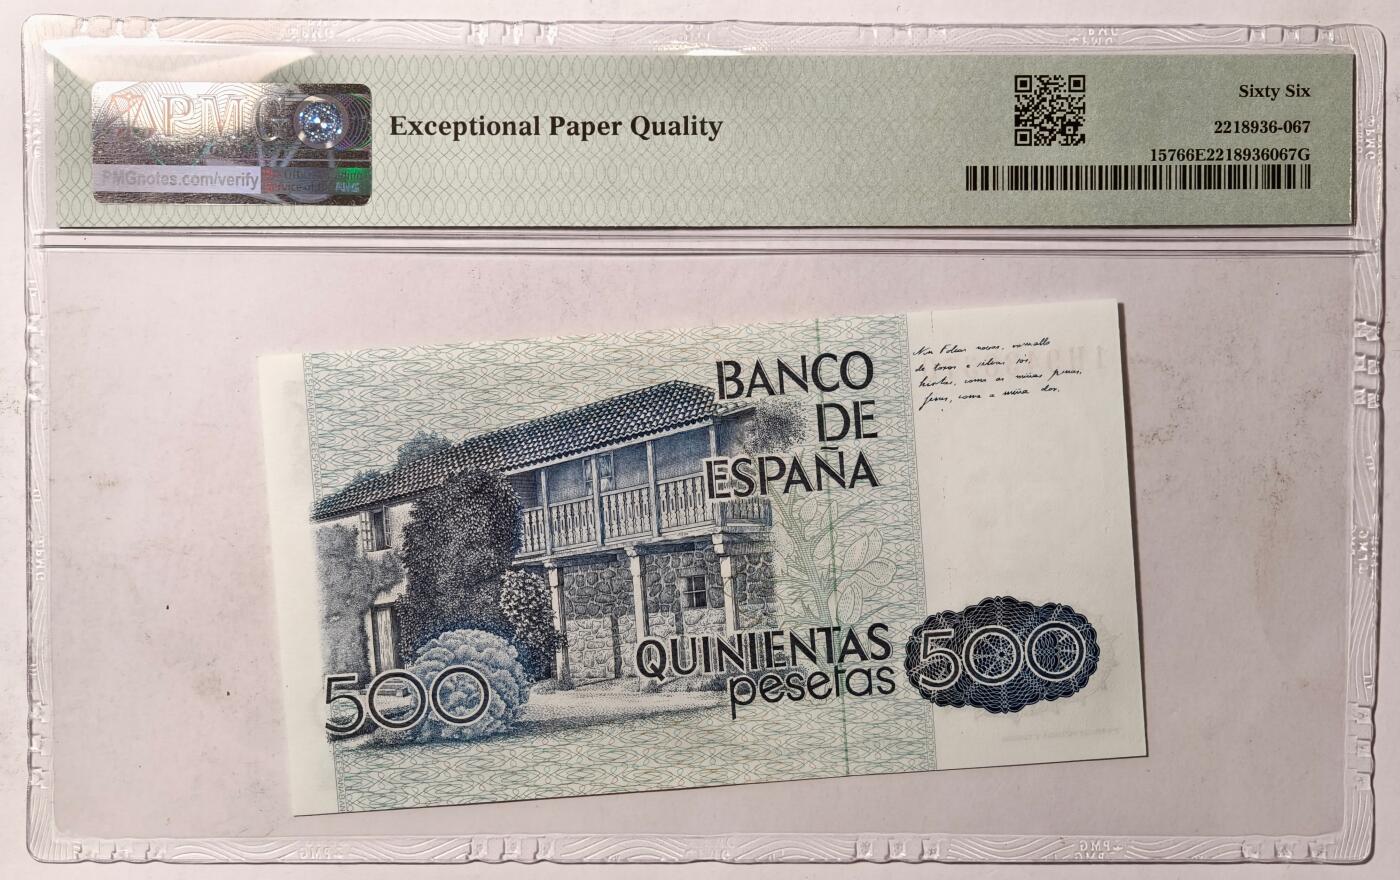 PMG
PMGnotes.com/verify
Exceptional Paper Quality
Sixty Six
2218936-067
15766E2218936067G
BANCO
DE
ESPAÑA
QUINIENTAS
pesetas
500
500